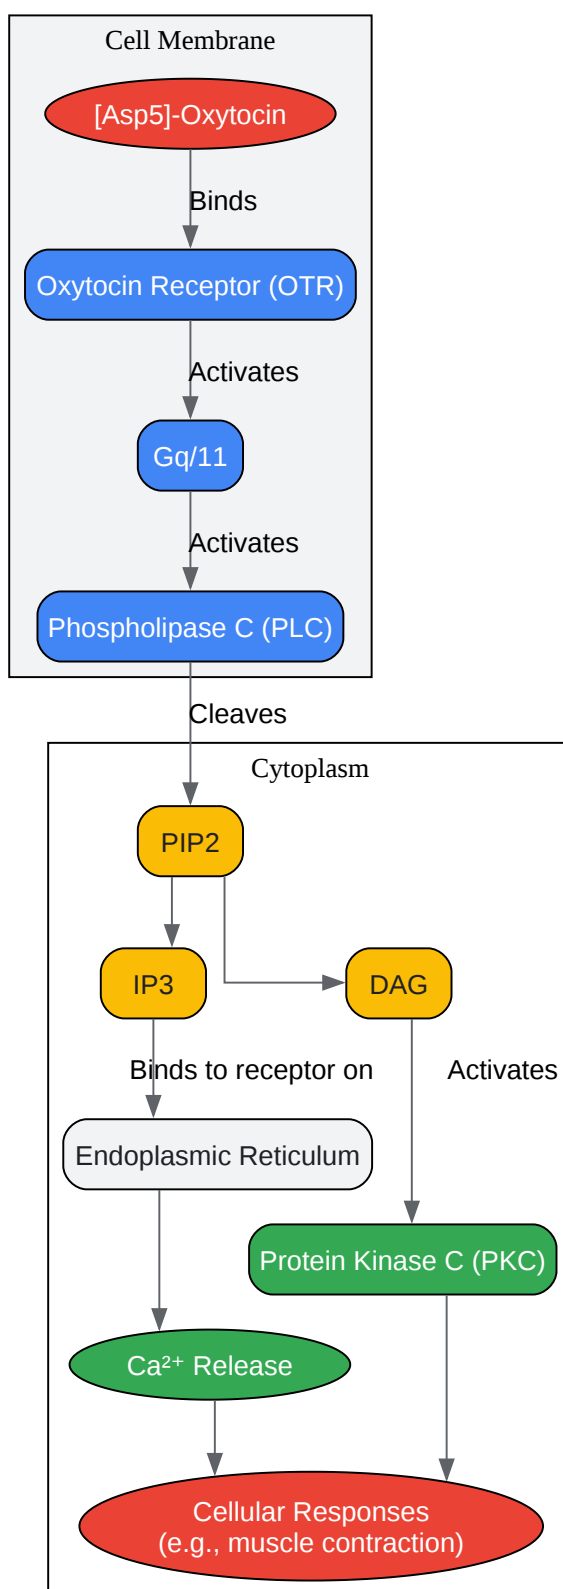 Cell Membrane
[Asp5]-Oxytocin
Binds
Oxytocin Receptor (OTR)
Activates
Gq/11
Activates
Phospholipase C (PLC)
Cleaves
Cytoplasm
PIP2
IP3
DAG
Binds to receptor on
Activates
Endoplasmic Reticulum
Protein Kinase C (PKC)
Ca²⁺ Release
Cellular Responses
(e.g., muscle contraction)